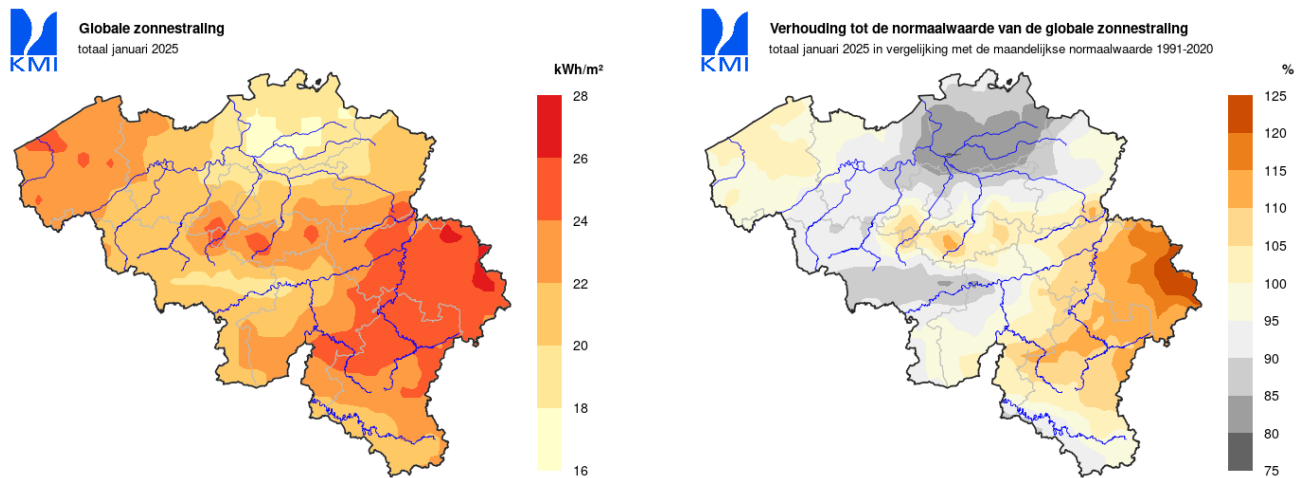 KMI
Globale zonnestraling
totaal januari 2025
kWh/m²
28
26
24
22
20
18
16
KMI
Verhouding tot de normaalwaarde van de globale zonnestraling
totaal januari 2025 in vergelijking met de maandelijkse normaalwaarde 1991-2020
%
125
120
115
110
105
100
95
90
85
80
75